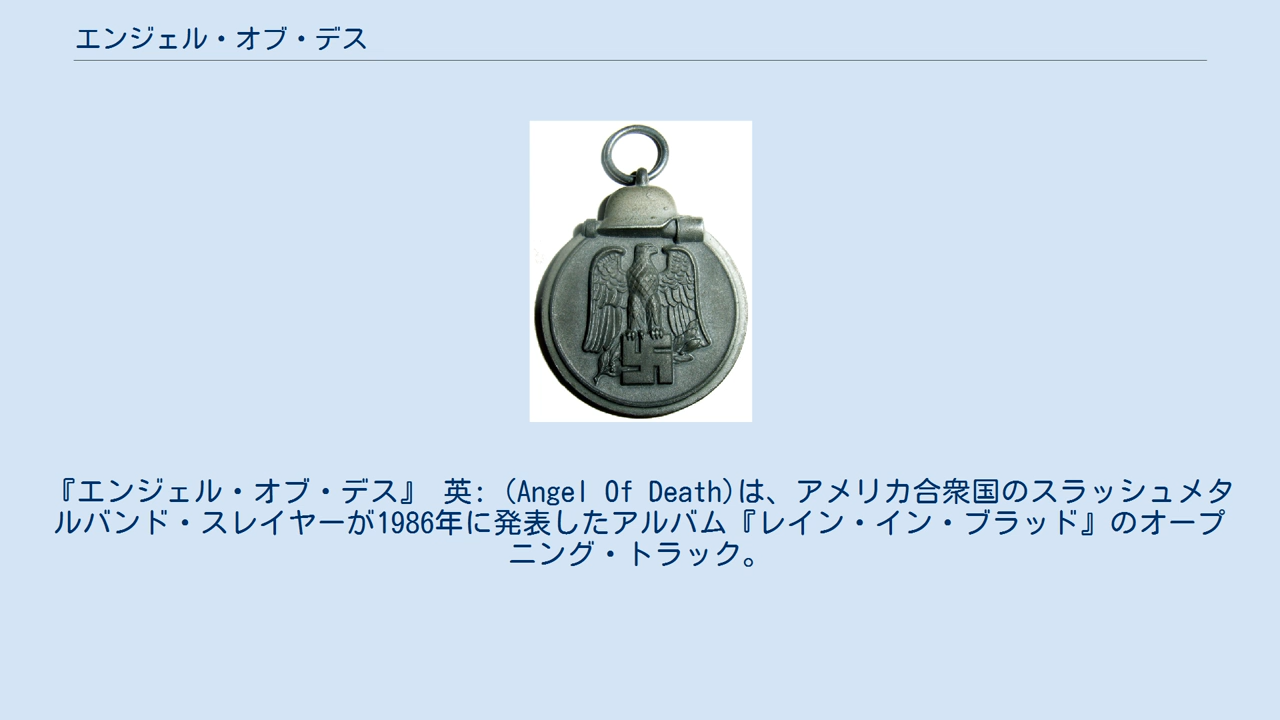 エンジェル・オブ・デス
『エンジェル・オブ・デス』 英: (Angel Of Death)は、アメリカ合衆国のスラッシュメタ
ルバンド・スレイヤーが1986年に発表したアルバム『レイン・イン・ブラッド』のオープ
ニング・トラック。